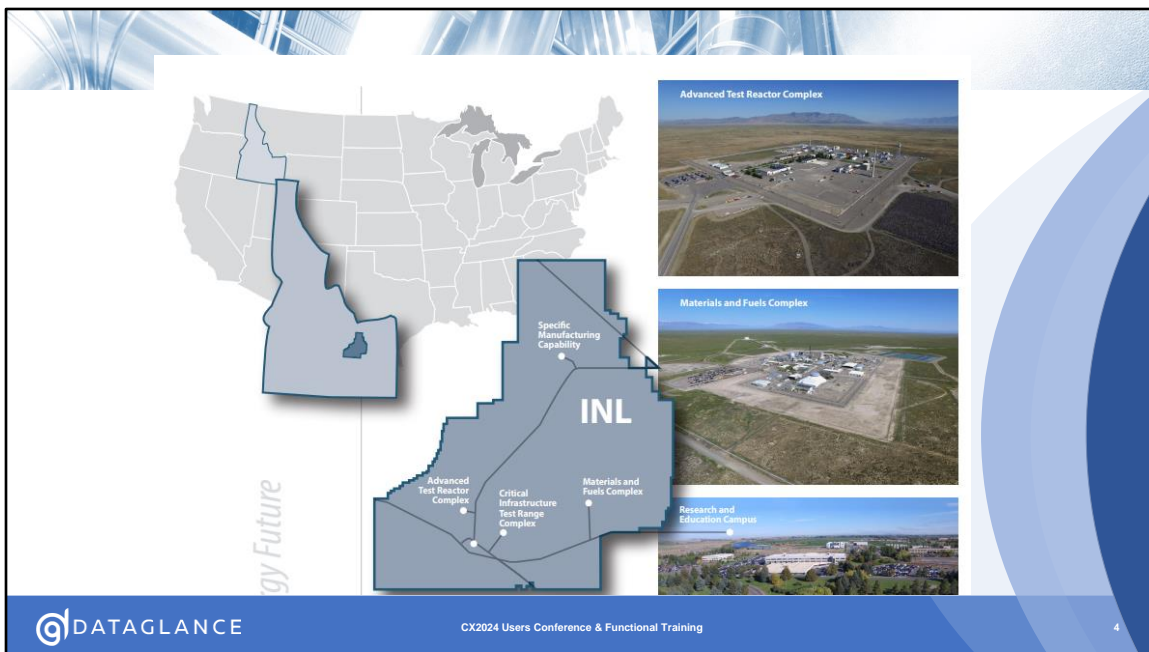 Advanced Test Reactor Complex
Specific
Manufacturing
Capability
INL
Materials and Fuels Complex
Advanced
Test Reactor
Complex
Critical
Infrastructure
Test Range
Complex
Materials and
Fuels Complex
Research and
Education Campus
Future
DATAGLANCE
CX2024 Users Conference & Functional Training
4